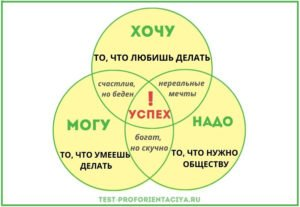 ХОЧУ
ТО, ЧТО ЛЮБИШЬ ДЕЛАТЬ
счастлив,
но беден
нереальные
мечты
!
УСПЕХ
МОГУ
НАДО
богат,
но скучно
ТО, ЧТО УМЕЕШЬ
ДЕЛАТЬ
ТО, ЧТО НУЖНО
ОБЩЕСТВУ
TEST-PROFORIENTACIYA.RU